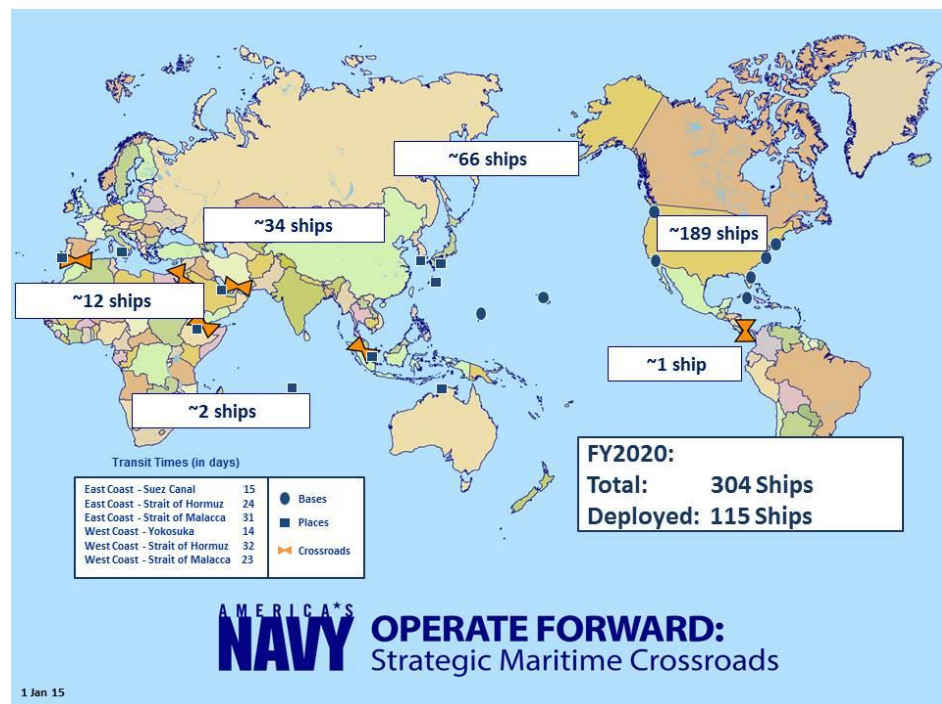 ~66 ships
~34 ships
~189 ships
~12 ships
~1 ship
~2 ships
FY2020:
Total: 304 Ships
Deployed: 115 Ships
Transit Times (in days)
East Coast - Suez Canal 15
East Coast - Strait of Hormuz 24
East Coast - Strait of Malacca 31
West Coast - Yokosuka 14
West Coast - Strait of Hormuz 32
West Coast - Strait of Malacca 23
Bases
Places
Crossroads
AMERICA'S
NAVY
OPERATE FORWARD:
Strategic Maritime Crossroads
1 Jan 15